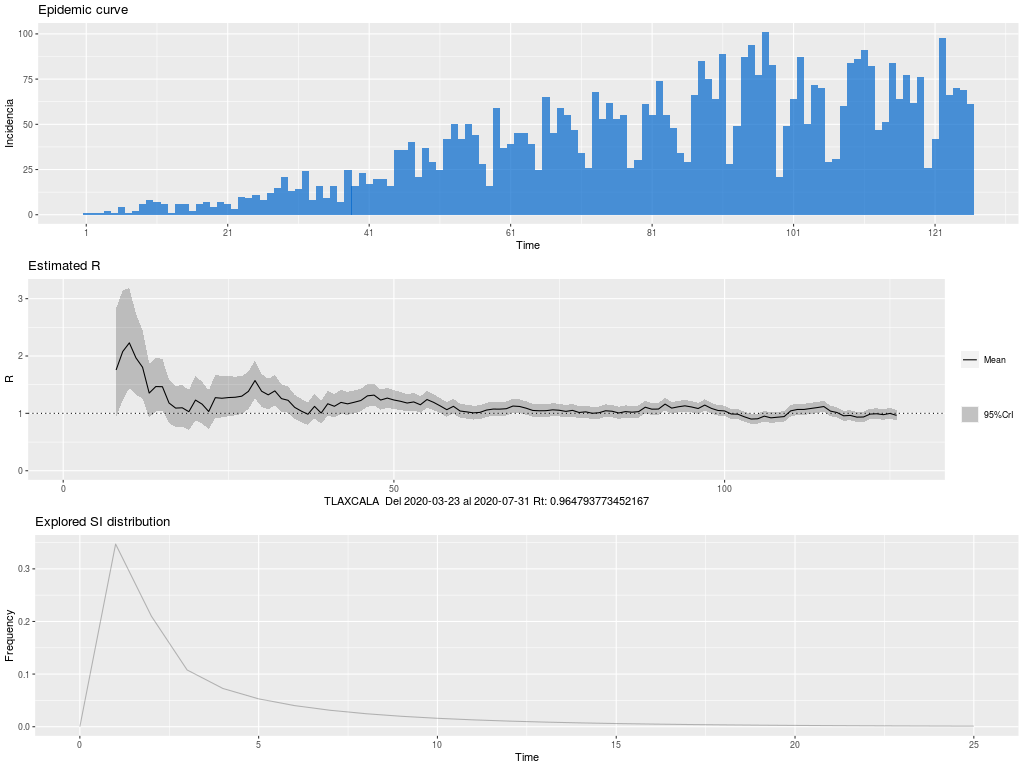 Epidemic curve
100
75
50
25
0
Incidencia
1 21 41 61 81 101 121
Time
Estimated R
3
2
1
0
R
Mean
95%CrI
0 50 100
TLAXCALA Del 2020-03-23 al 2020-07-31 Rt: 0.964793773452167
Explored SI distribution
0.3
0.2
0.1
0.0
Frequency
0 5 10 15 20 25
Time